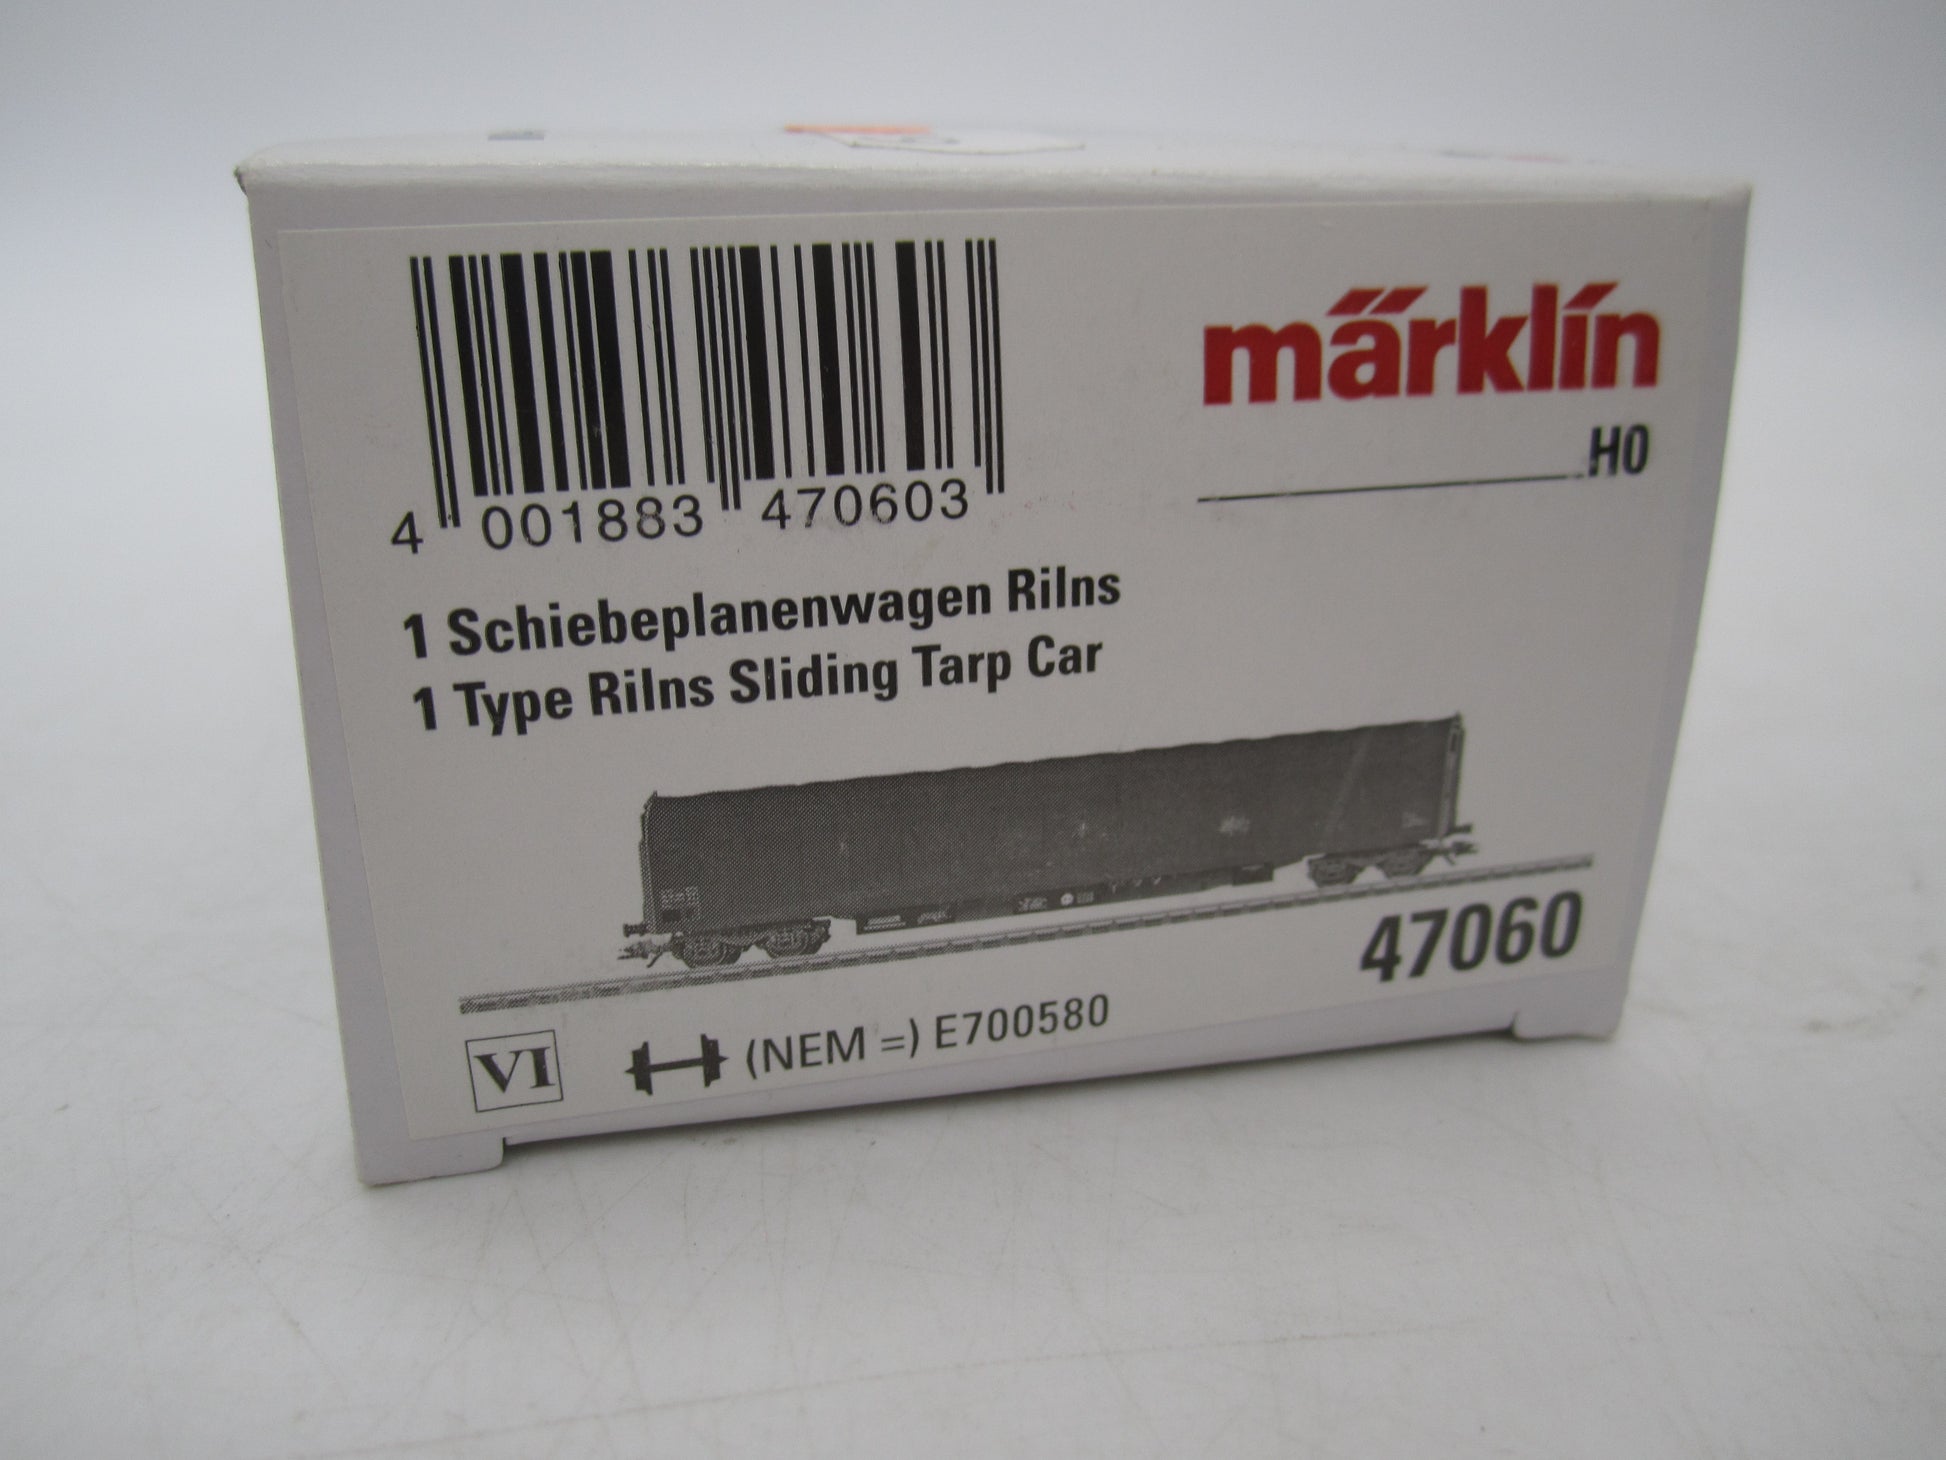 märklin
H0
4 001883 470603
1 Schiebeplanenwagen Rilns
1 Type Rilns Sliding Tarp Car
47060
VI (NEM =) E700580